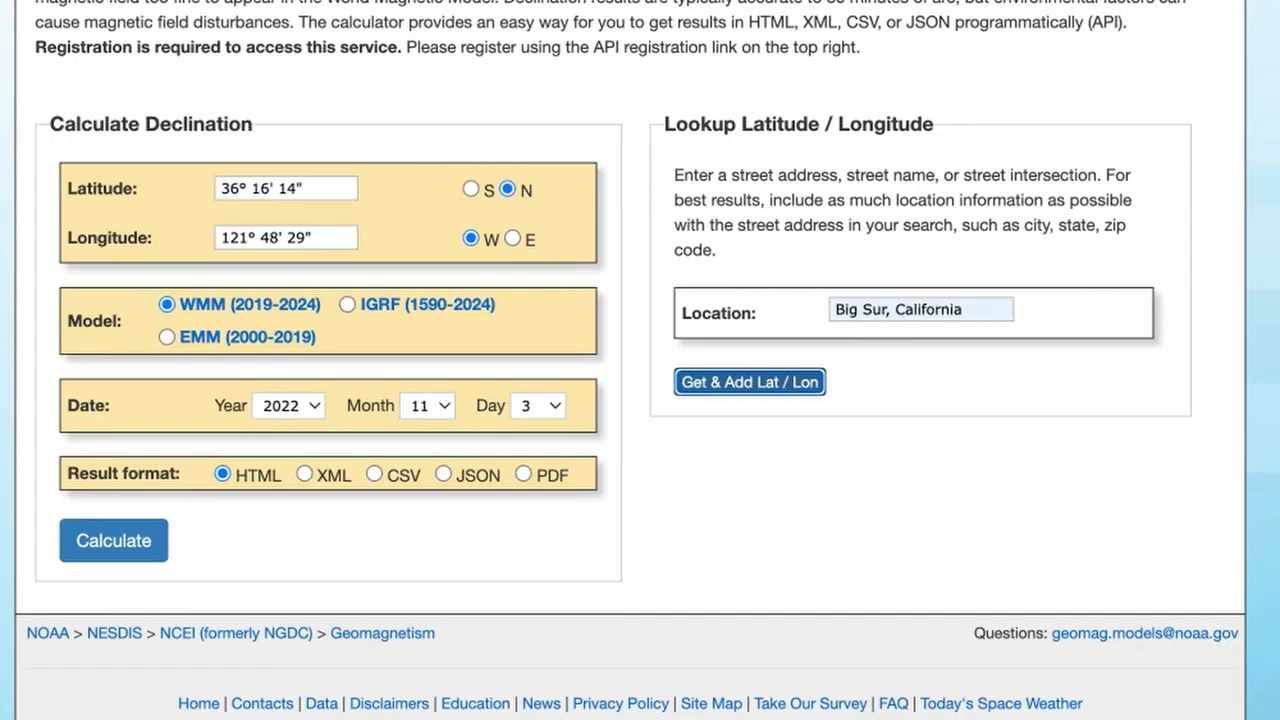 cause magnetic field disturbances. The calculator provides an easy way for you to get results in HTML, XML, CSV, or JSON programmatically (API).
Registration is required to access this service. Please register using the API registration link on the top right.
Calculate Declination
Latitude: 36° 16' 14" S N
Longitude: 121° 48' 29" W E
Model: WMM (2019-2024) IGRF (1590-2024)
EMM (2000-2019)
Date: Year 2022 Month 11 Day 3
Result format: HTML XML CSV JSON PDF
Calculate
Lookup Latitude / Longitude
Enter a street address, street name, or street intersection. For
best results, include as much location information as possible
with the street address in your search, such as city, state, zip
code.
Location: Big Sur, California
Get & Add Lat / Lon
NOAA > NESDIS > NCEI (formerly NGDC) > Geomagnetism
Questions: geomag.models@noaa.gov
Home | Contacts | Data | Disclaimers | Education | News | Privacy Policy | Site Map | Take Our Survey | FAQ | Today's Space Weather